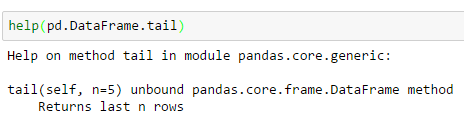 help(pd.DataFrame.tail)
Help on method tail in module pandas.core.generic:
tail(self, n=5) unbound pandas.core.frame.DataFrame method
Returns last n rows